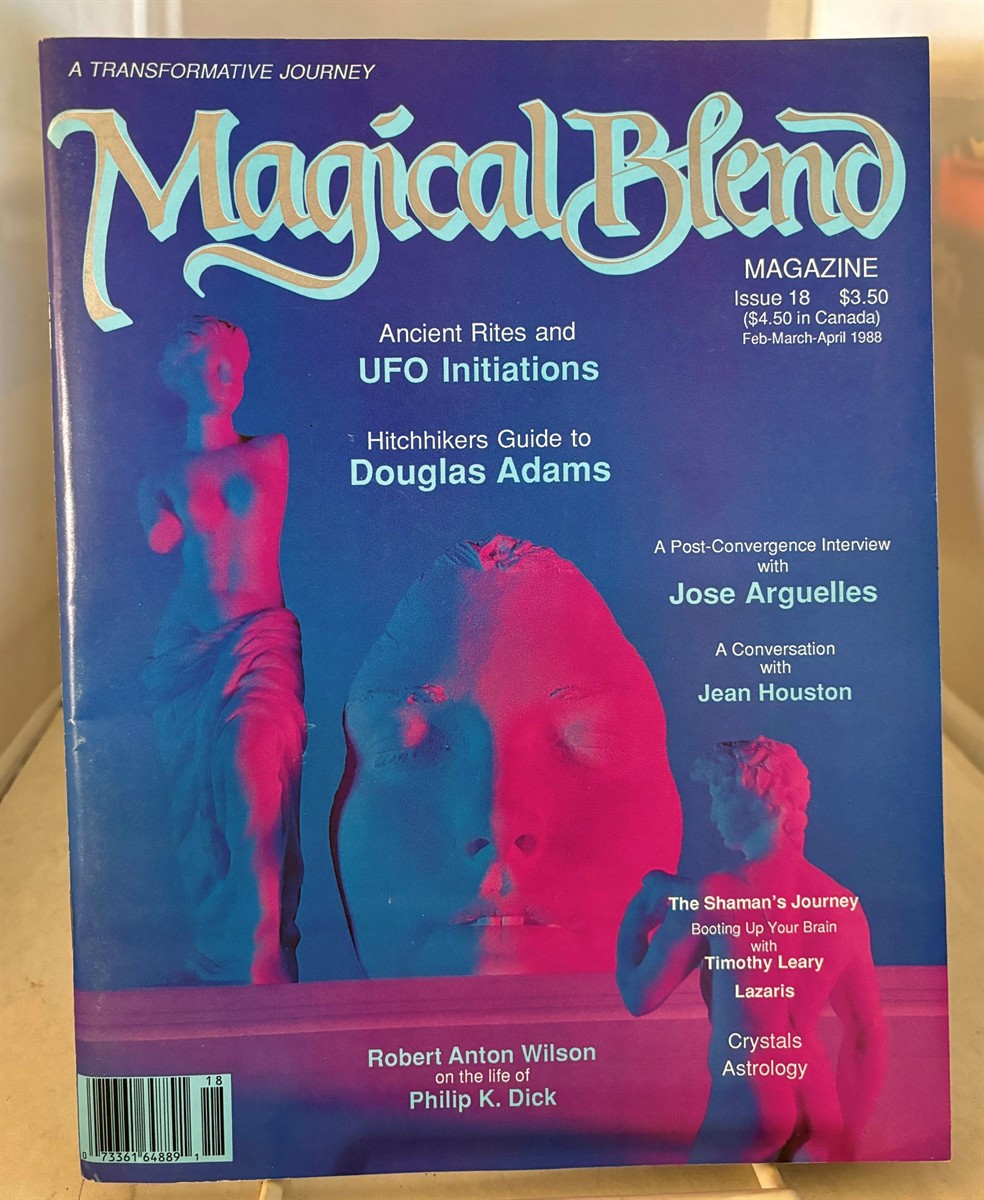 A TRANSFORMATIVE JOURNEY
Magical Blend
MAGAZINE
Issue 18 $3.50
($4.50 in Canada)
Feb-March-April 1988
Ancient Rites and
UFO Initiations
Hitchhikers Guide to
Douglas Adams
A Post-Convergence Interview
with
Jose Arguelles
A Conversation
with
Jean Houston
The Shaman's Journey
Booting Up Your Brain
with
Timothy Leary
Lazaris
Crystals
Astrology
Robert Anton Wilson
on the life of
Philip K. Dick
18
0 73361 64889 1